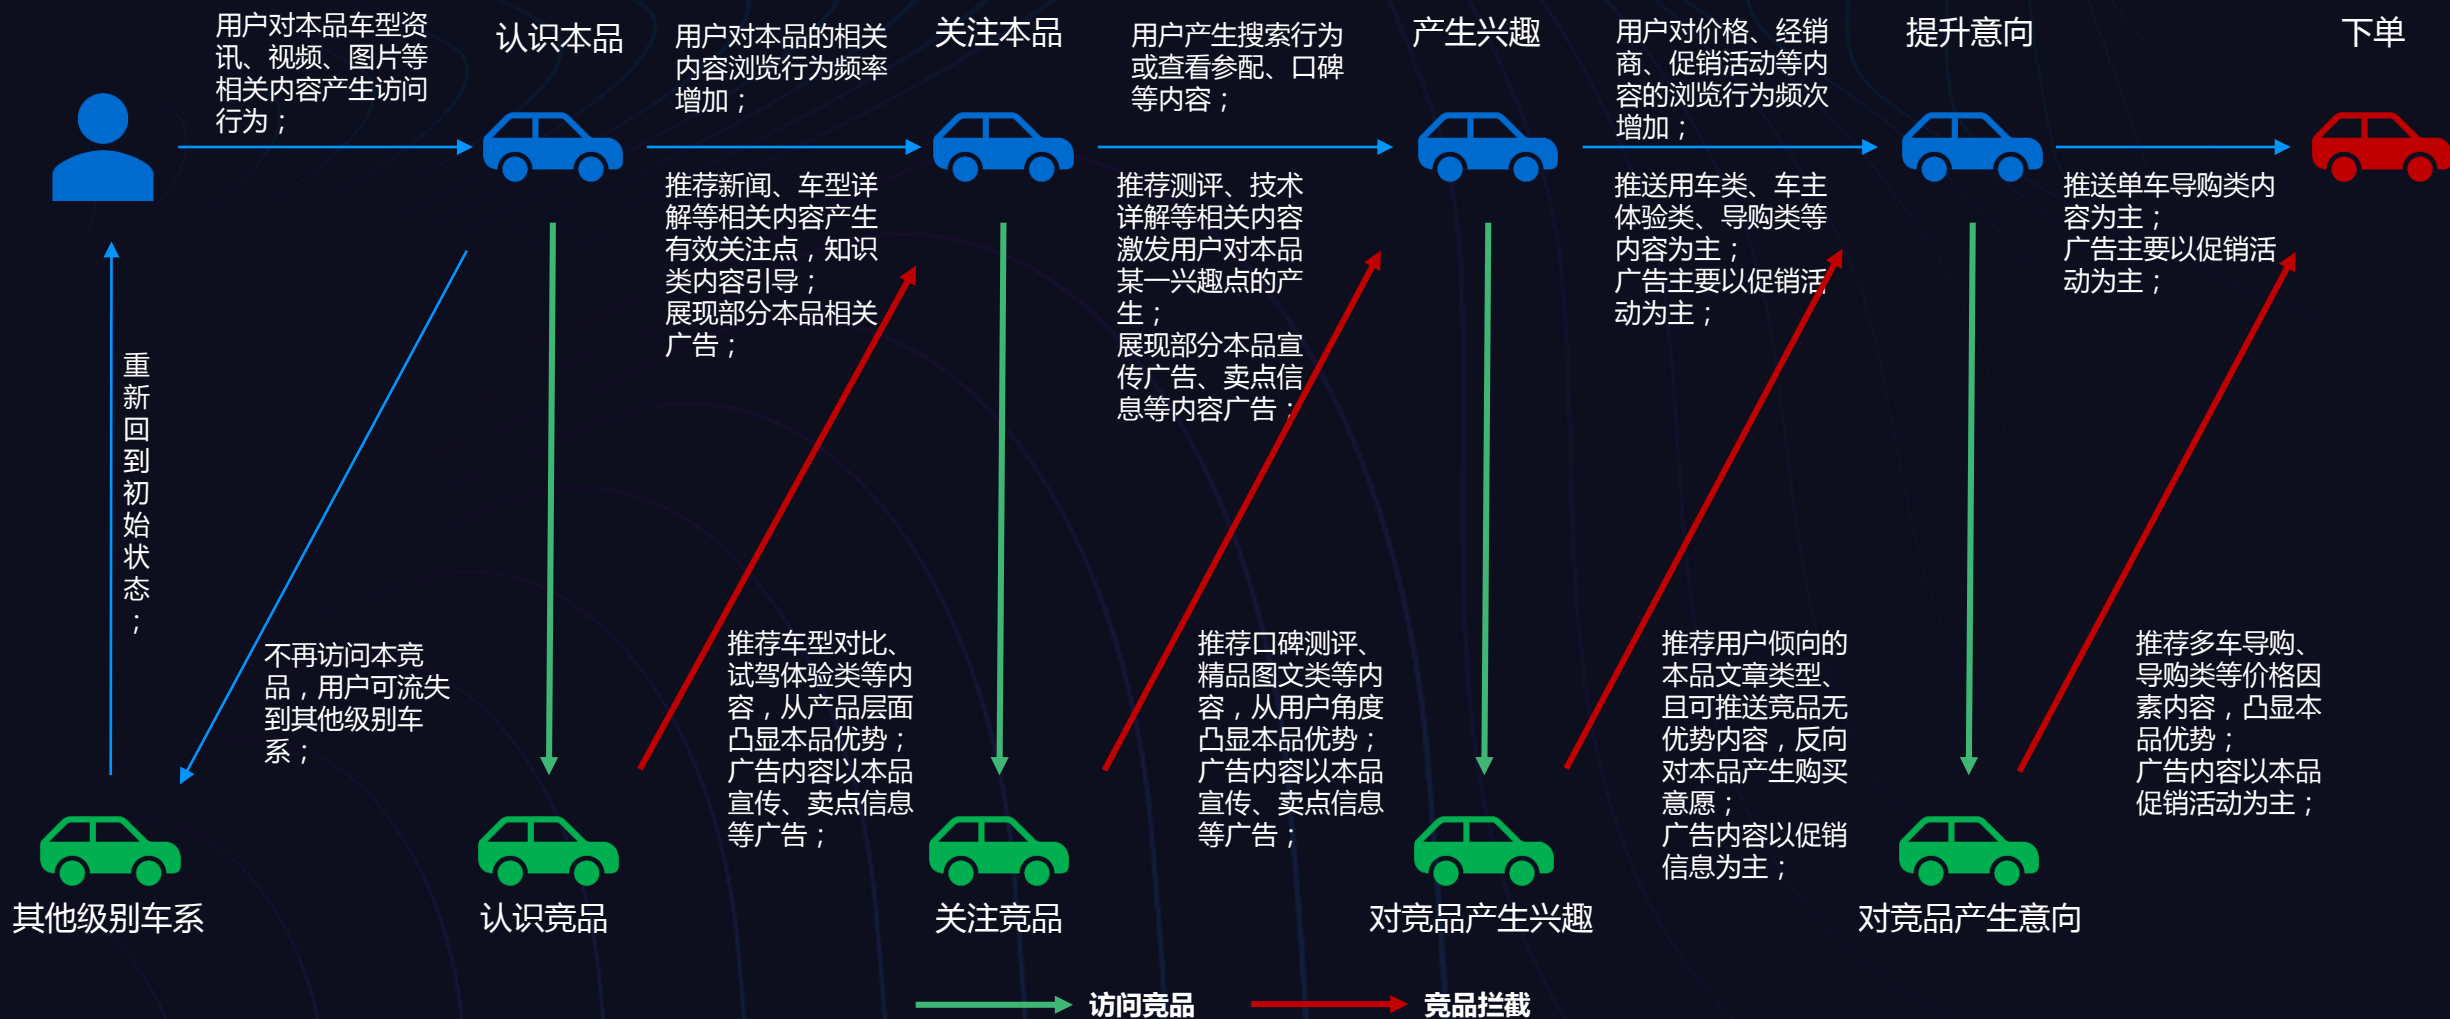 用户对本品车型资
讯、视频、图片等
相关内容产生访问
行为；
认识本品
用户对本品的相关
内容浏览行为频率
增加；
关注本品
用户产生搜索行为
或查看参配、口碑
等内容；
产生兴趣
用户对价格、经销
商、促销活动等内
容的浏览行为频次
增加；
提升意向
下单
推荐新闻、车型详
解等相关内容产生
有效关注点，知识
类内容引导；
展现部分本品相关
广告；
推荐测评、技术
详解等相关内容
激发用户对本品
某一兴趣点的产
生；
展现部分本品宣
传广告、卖点信
息等内容广告；
推送用车类、车主
体验类、导购类等
内容为主；
广告主要以促销活
动为主；
推送单车导购类内
容为主；
广告主要以促销活
动为主；
重
新
回
到
初
始
状
态
；
不再访问本竞
品，用户可流失
到其他级别车
系；
推荐车型对比、
试驾体验类等内
容，从产品层面
凸显本品优势；
广告内容以本品
宣传、卖点信息
等广告；
推荐口碑测评、
精品图文类等内
容，从用户角度
凸显本品优势；
广告内容以本品
宣传、卖点信息
等广告；
推荐用户倾向的
本品文章类型、
且可推送竞品无
优势内容，反向
对本品产生购买
意愿；
广告内容以促销
信息为主；
推荐多车导购、
导购类等价格因
素内容，凸显本
品优势；
广告内容以本品
促销活动为主；
其他级别车系
认识竞品
关注竞品
对竞品产生兴趣
对竞品产生意向
访问竞品
竞品拦截